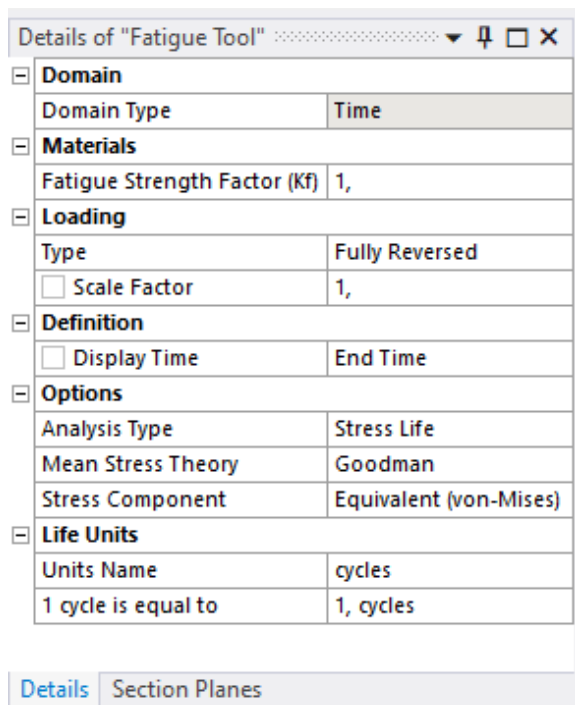 Details of "Fatigue Tool"
Domain
Domain Type Time
Materials
Fatigue Strength Factor (Kf) 1,
Loading
Type Fully Reversed
Scale Factor 1,
Definition
Display Time End Time
Options
Analysis Type Stress Life
Mean Stress Theory Goodman
Stress Component Equivalent (von-Mises)
Life Units
Units Name cycles
1 cycle is equal to 1, cycles
Details Section Planes